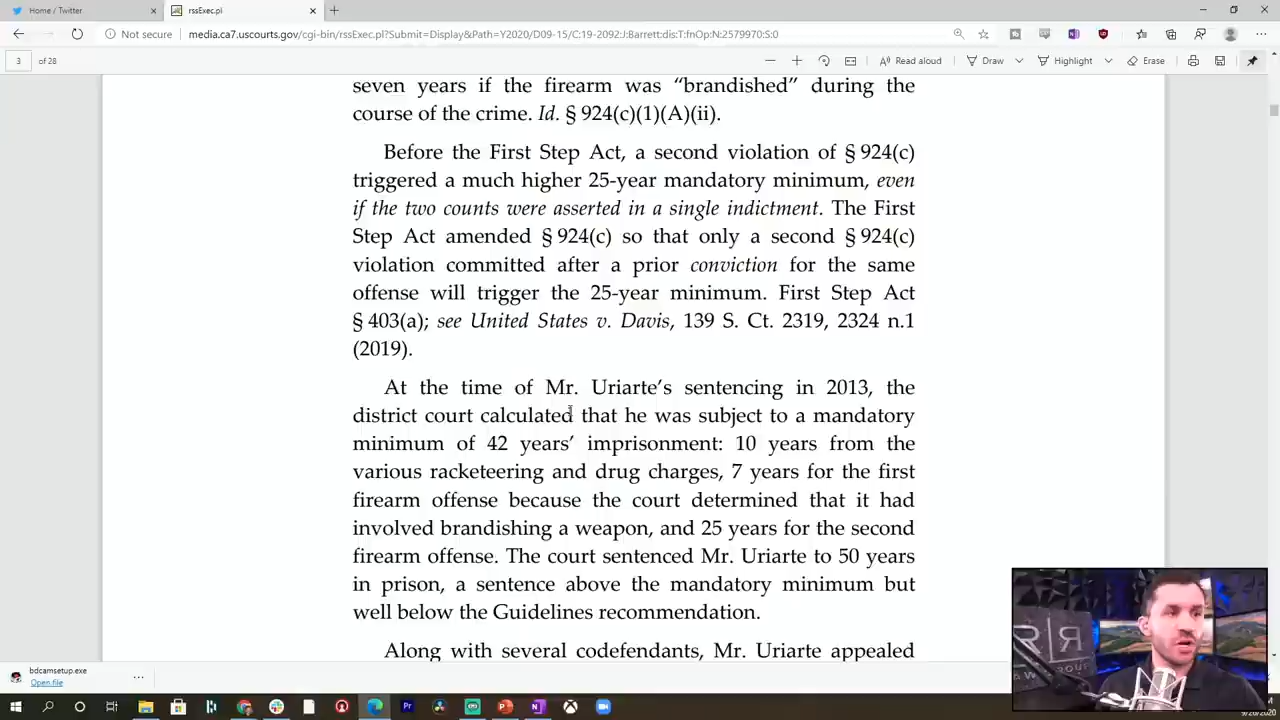 Home / Twitter
rssExec.pl
Not secure
media.ca7.uscourts.gov/cgi-bin/rssExec.pl?Submit=Display&Path=Y2020/D09-15/C:19-2092:J:Barrett:dis:T:fnOp:N:2579970:S:0
3 of 28
Read aloud
Draw
Highlight
Erase
seven years if the firearm was “brandished” during the
course of the crime. Id. § 924(c)(1)(A)(ii).
Before the First Step Act, a second violation of § 924(c)
triggered a much higher 25-year mandatory minimum, even
if the two counts were asserted in a single indictment. The First
Step Act amended § 924(c) so that only a second § 924(c)
violation committed after a prior conviction for the same
offense will trigger the 25-year minimum. First Step Act
§ 403(a); see United States v. Davis, 139 S. Ct. 2319, 2324 n.1
(2019).
At the time of Mr. Uriarte’s sentencing in 2013, the
district court calculated that he was subject to a mandatory
minimum of 42 years’ imprisonment: 10 years from the
various racketeering and drug charges, 7 years for the first
firearm offense because the court determined that it had
involved brandishing a weapon, and 25 years for the second
firearm offense. The court sentenced Mr. Uriarte to 50 years
in prison, a sentence above the mandatory minimum but
well below the Guidelines recommendation.
Along with several codefendants, Mr. Uriarte appealed
R R
bdcamsetup.exe
Open file
9/20/2020